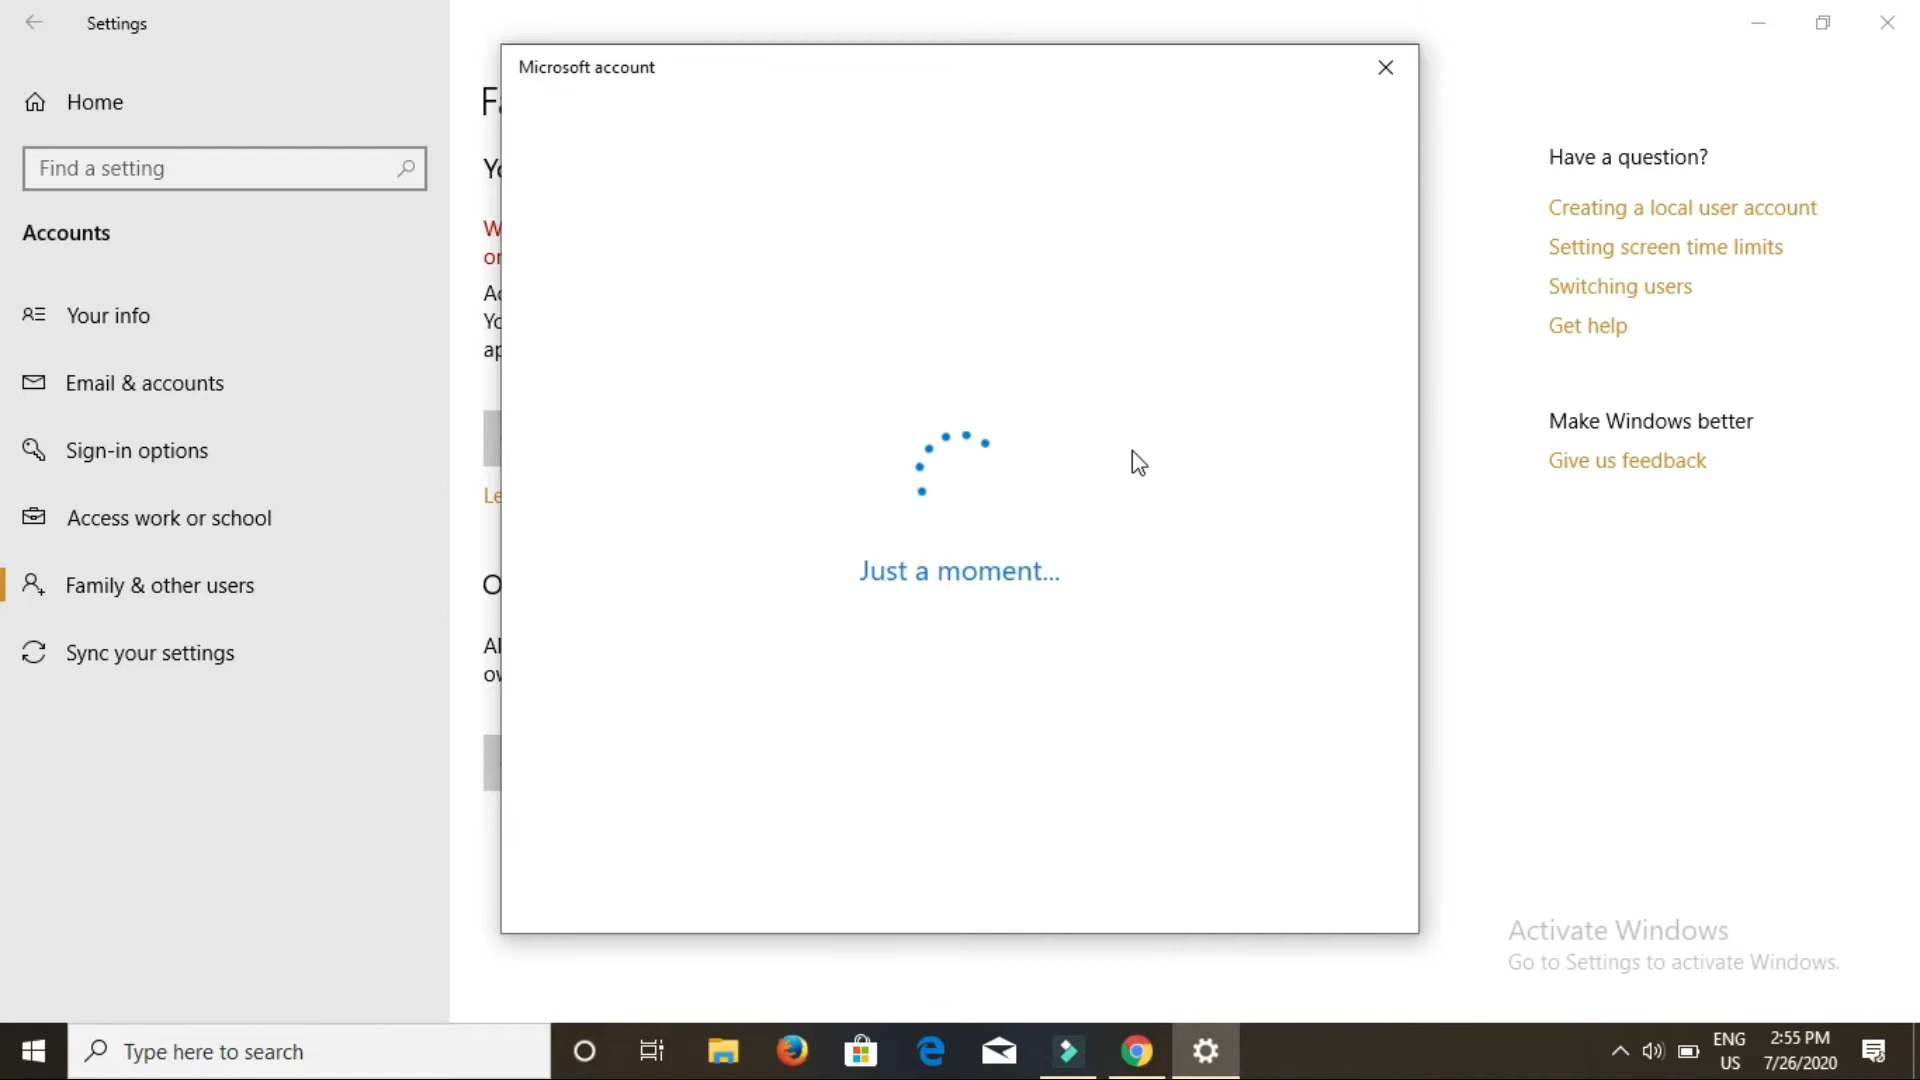 Settings
Home
Find a setting
Accounts
Your info
Email & accounts
Sign-in options
Access work or school
Family & other users
Sync your settings
Microsoft account
Just a moment...
Have a question?
Creating a local user account
Setting screen time limits
Switching users
Get help
Make Windows better
Give us feedback
Activate Windows
Go to Settings to activate Windows.
Type here to search
ENG
US
2:55 PM
7/26/2020